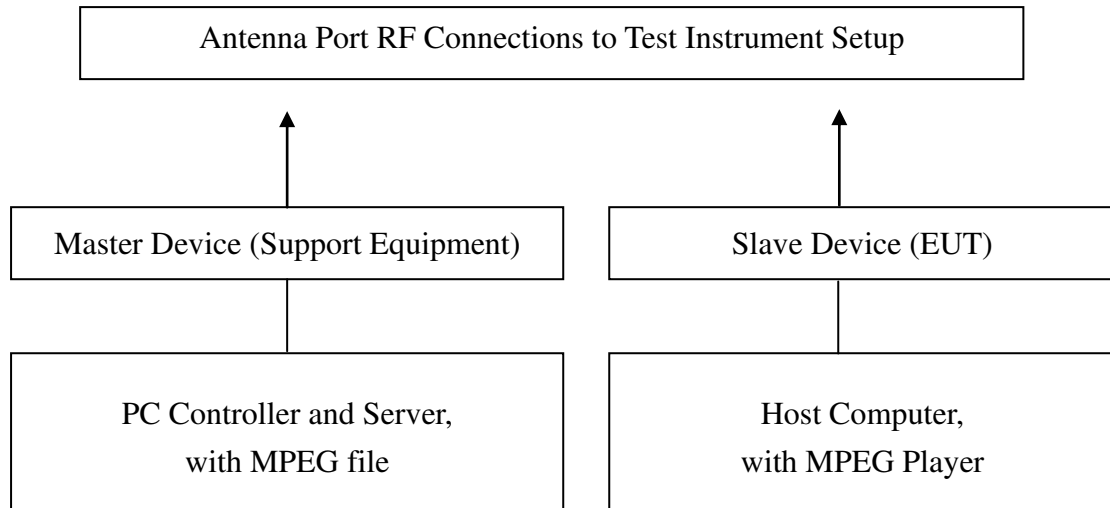 Antenna Port RF Connections to Test Instrument Setup
Master Device (Support Equipment)
Slave Device (EUT)
PC Controller and Server,
with MPEG file
Host Computer,
with MPEG Player